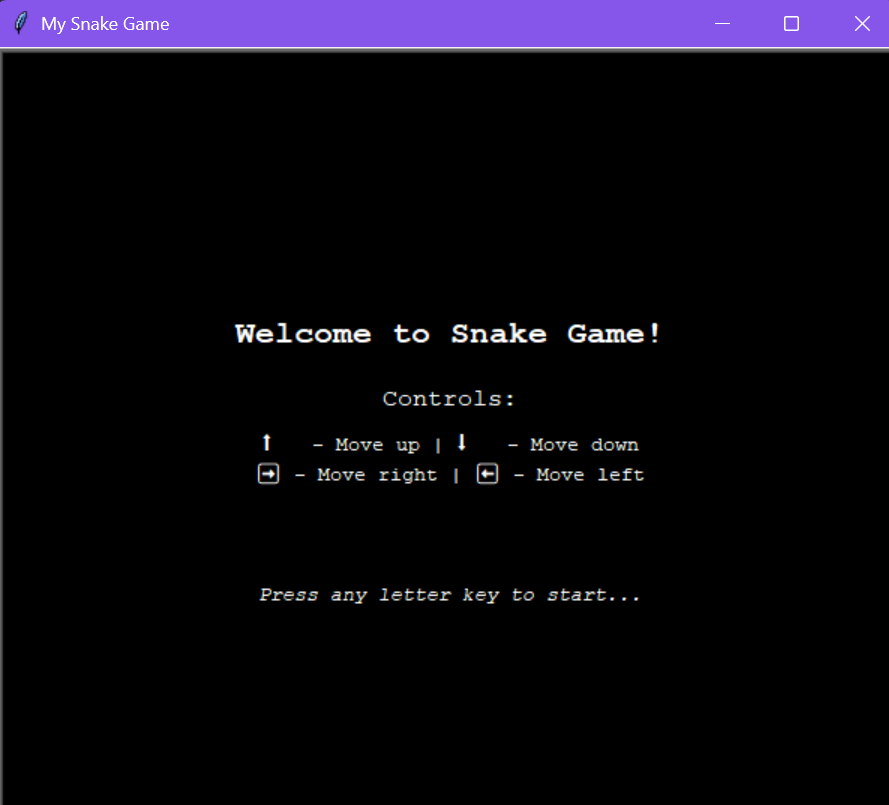 My Snake Game
Welcome to Snake Game!
Controls:
⬆ - Move up | ⬇ - Move down
➡ - Move right | ⬅ - Move left
Press any letter key to start...